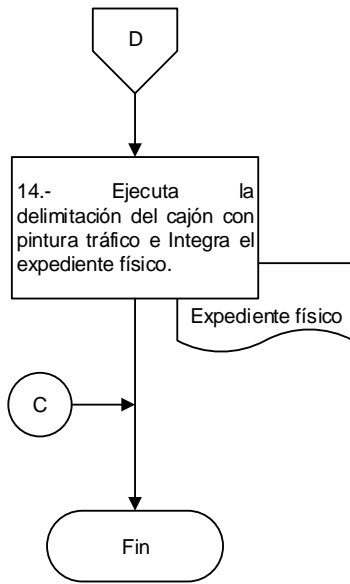 D
14.- Ejecuta la
delimitación del cajón con
pintura tráfico e Integra el
expediente físico.
Expediente físico
C
Fin